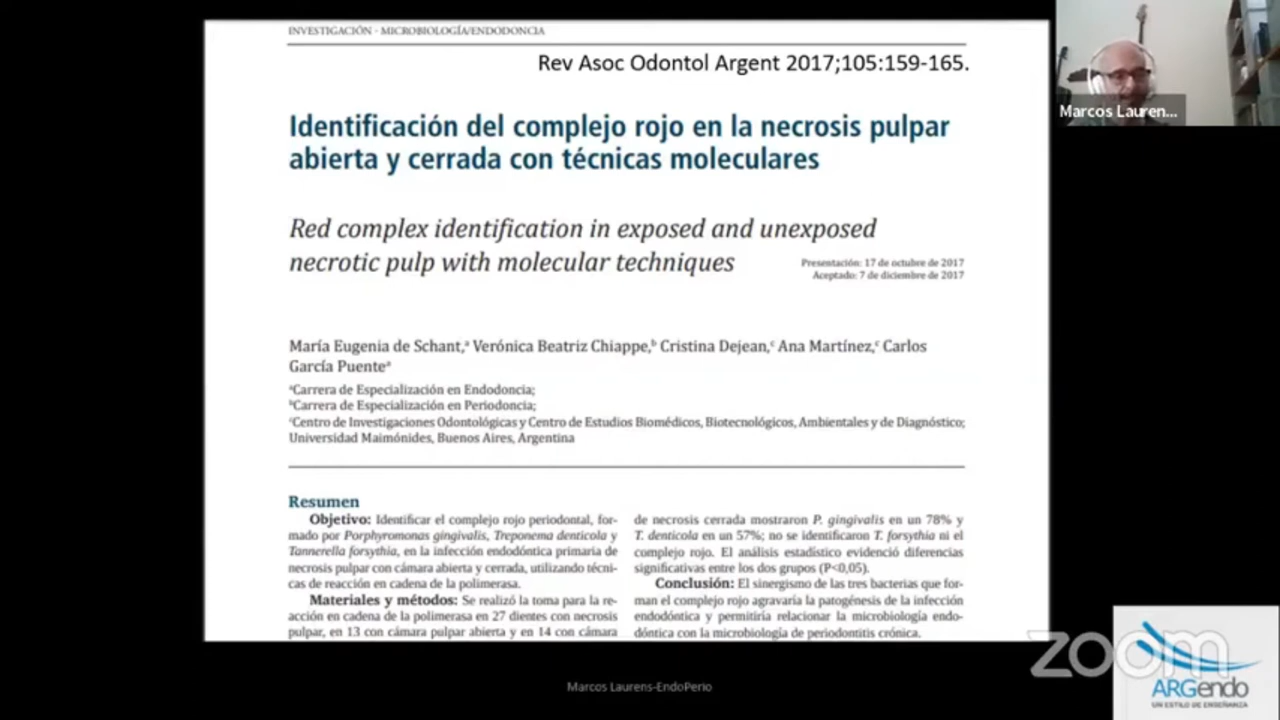 INVESTIGACIÓN - MICROBIOLOGÍA/ENDODONCIA
Rev Asoc Odontol Argent 2017;105:159-165.
Identificación del complejo rojo en la necrosis pulpar
abierta y cerrada con técnicas moleculares
Red complex identification in exposed and unexposed
necrotic pulp with molecular techniques
Presentación: 17 de octubre de 2017
Aceptado: 7 de diciembre de 2017
María Eugenia de Schant,ᵃ Verónica Beatriz Chiappe,ᵇ Cristina Dejean,ᶜ Ana Martínez,ᶜ Carlos
García Puenteᵃ
ᵃCarrera de Especialización en Endodoncia;
ᵇCarrera de Especialización en Periodoncia;
ᶜCentro de Investigaciones Odontológicas y Centro de Estudios Biomédicos, Biotecnológicos, Ambientales y de Diagnóstico;
Universidad Maimónides, Buenos Aires, Argentina
Resumen
Objetivo: Identificar el complejo rojo periodontal, for-
mado por Porphyromonas gingivalis, Treponema denticola y
Tannerella forsythia, en la infección endodóntica primaria de
necrosis pulpar con cámara abierta y cerrada, utilizando técni-
cas de reacción en cadena de la polimerasa.
Materiales y métodos: Se realizó la toma para la re-
acción en cadena de la polimerasa en 27 dientes con necrosis
pulpar, en 13 con cámara pulpar abierta y en 14 con cámara
de necrosis cerrada mostraron P. gingivalis en un 78% y
T. denticola en un 57%; no se identificaron T. forsythia ni el
complejo rojo. El análisis estadístico evidenció diferencias
significativas entre los dos grupos (P<0,05).
Conclusión: El sinergismo de las tres bacterias que for-
man el complejo rojo agravaría la patogénesis de la infección
endodóntica y permitiría relacionar la microbiología endo-
dóntica con la microbiología de periodontitis crónica.
Marcos Lauren...
Marcos Laurens-EndoPerio
zoom
ARGendo
UN ESTILO DE ENSEÑANZA